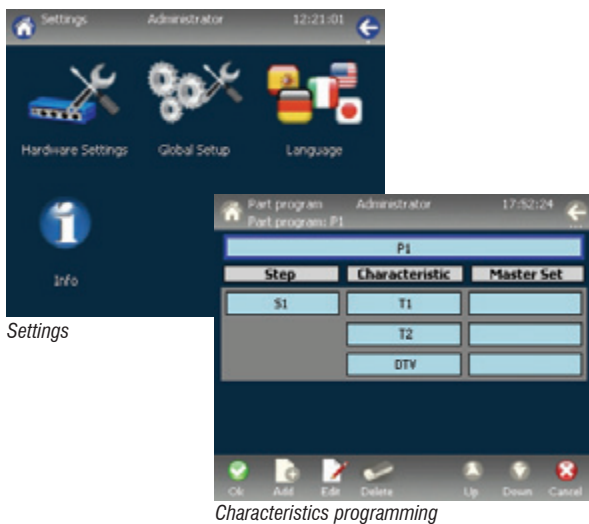 Settings Administrator 12:21:01
Hardware Settings Global Setup Language
Info
Settings
Part program Administrator 17:52:24
Part program: P1
P1
Step Characteristic Master Set
S1 T1
T2
DTV
Ok Add Edit Delete Up Down Cancel
Characteristics programming